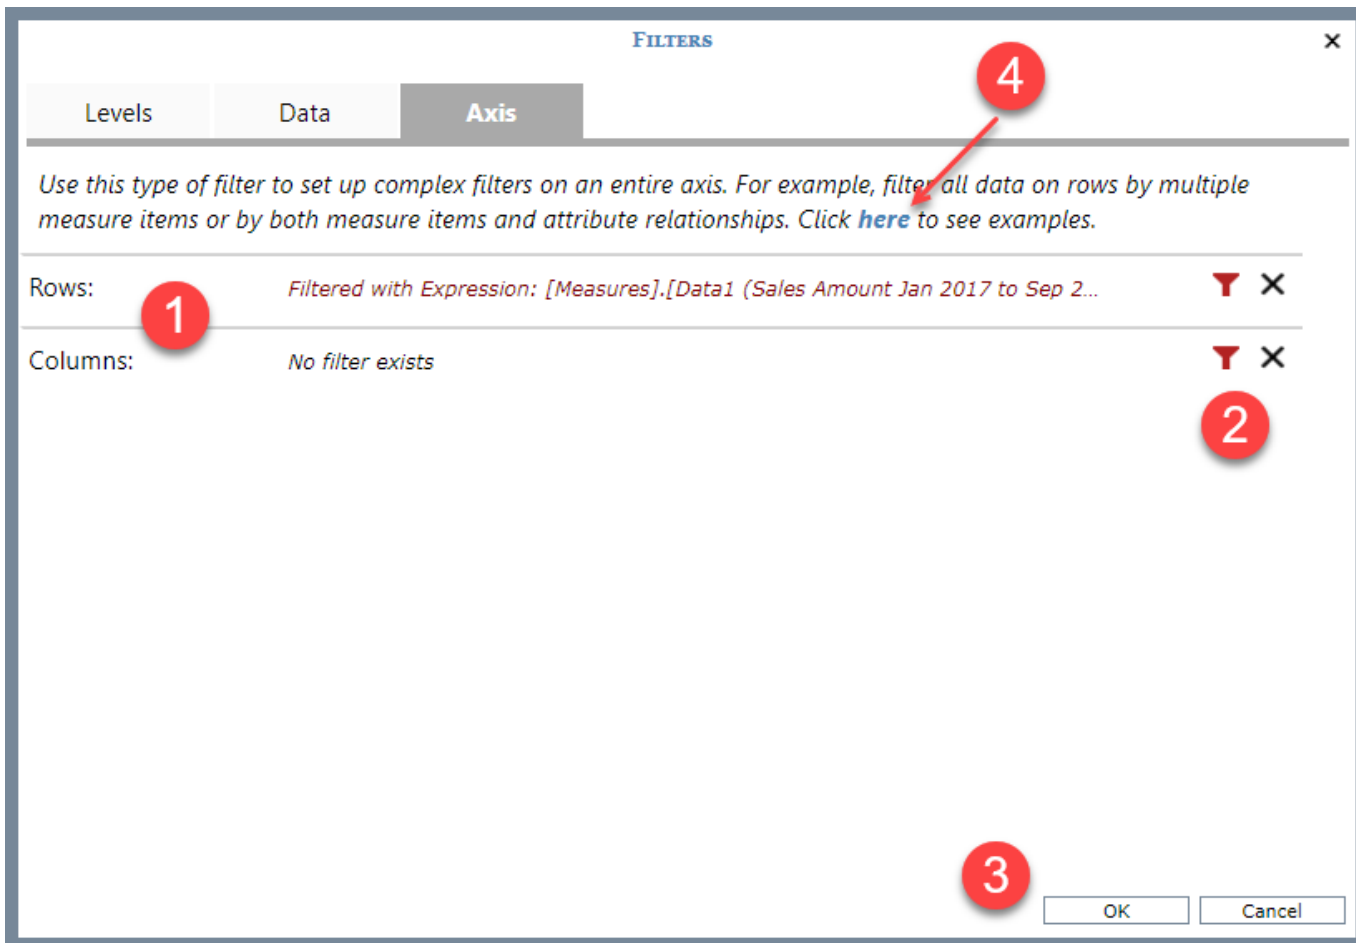 FILTERS
×
4
Levels Data Axis
Use this type of filter to set up complex filters on an entire axis. For example, filter all data on rows by multiple
measure items or by both measure items and attribute relationships. Click here to see examples.
Rows: Filtered with Expression: [Measures].[Data1 (Sales Amount Jan 2017 to Sep 2...
1
Columns: No filter exists
2
3
OK Cancel